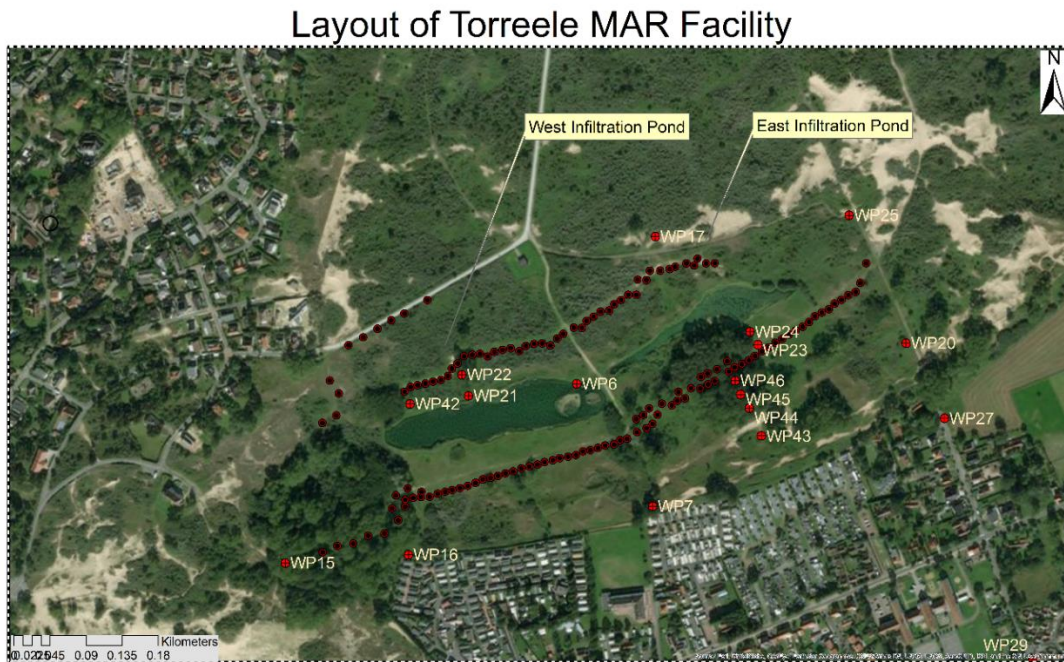 Layout of Torreele MAR Facility
N
West Infiltration Pond
East Infiltration Pond
WP25
WP17
WP24
WP23
WP20
WP22
WP6
WP46
WP21
WP42
WP45
WP44
WP27
WP43
WP7
WP16
WP15
Kilometers
0.09 0.135 0.18
WP29